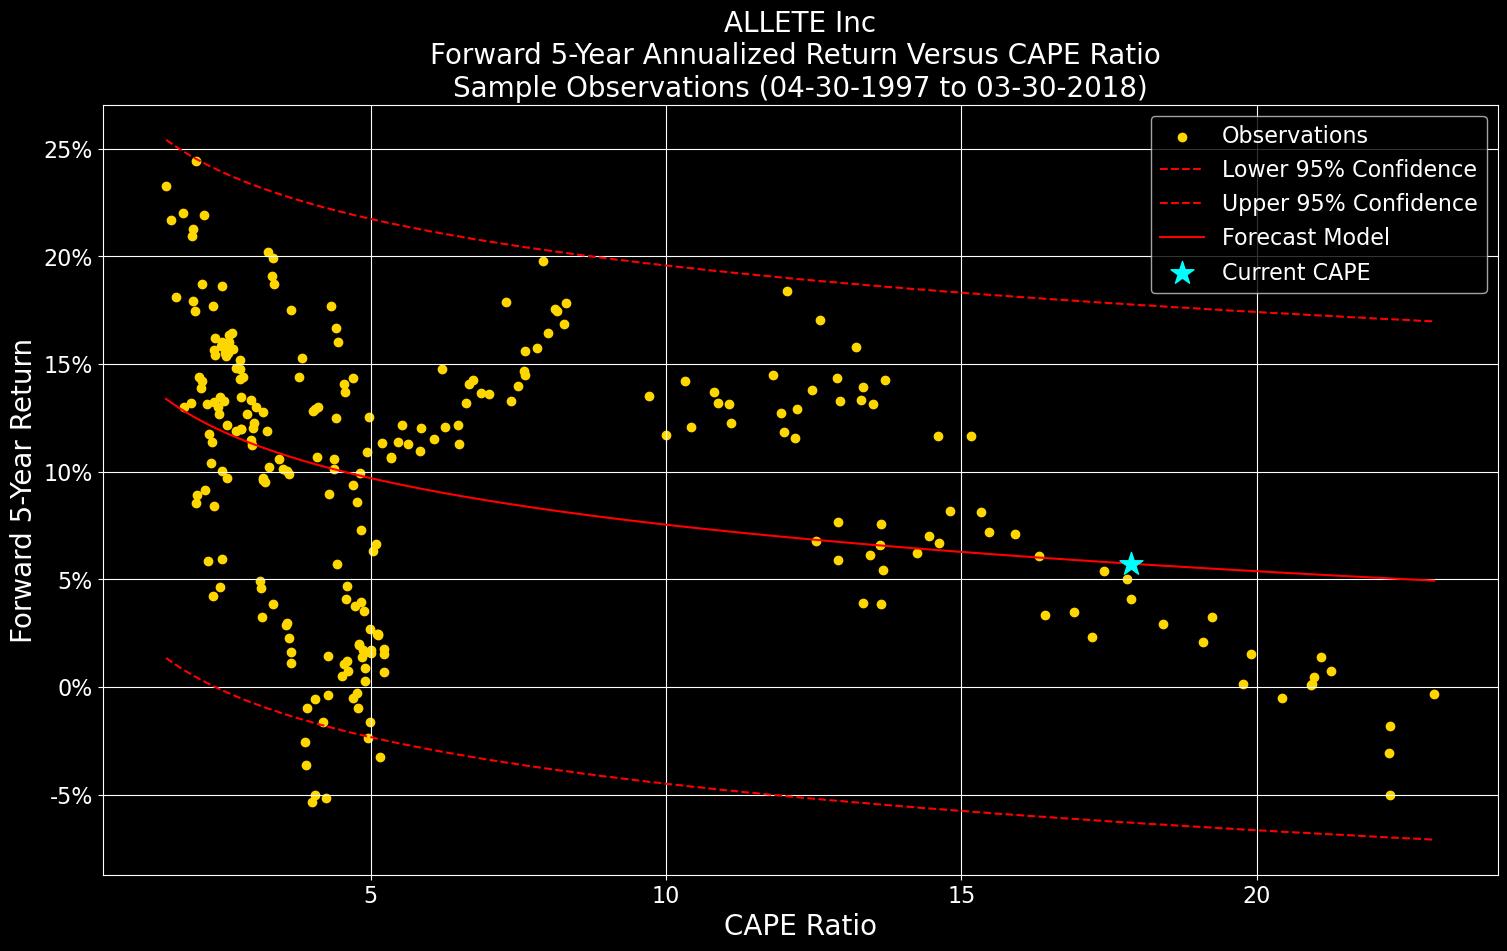 ALLETE Inc
Forward 5-Year Annualized Return Versus CAPE Ratio
Sample Observations (04-30-1997 to 03-30-2018)
Observations
Lower 95% Confidence
Upper 95% Confidence
Forecast Model
Current CAPE
Forward 5-Year Return
25%
20%
15%
10%
5%
0%
-5%
5
10
15
20
CAPE Ratio